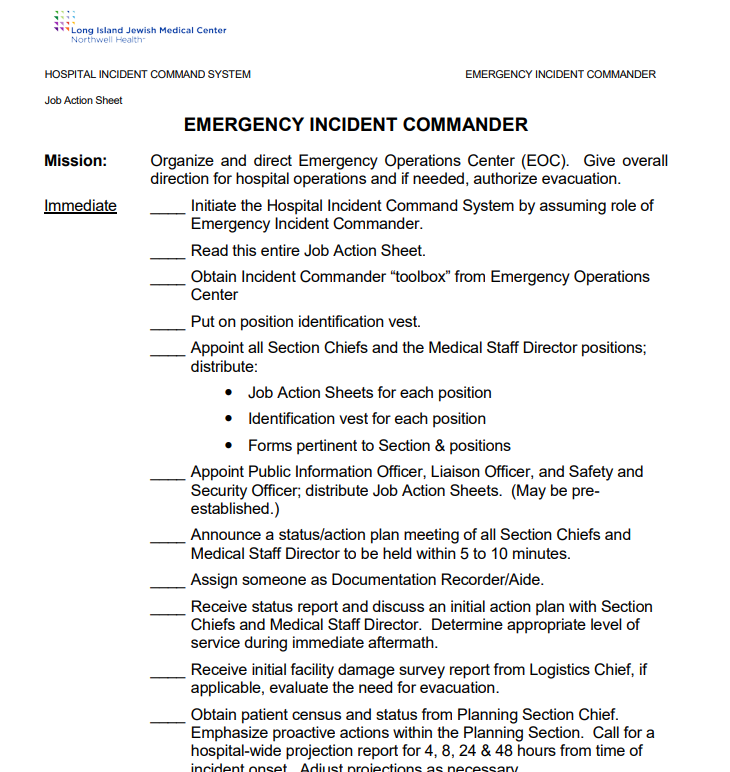 Long Island Jewish Medical Center
Northwell Health
HOSPITAL INCIDENT COMMAND SYSTEM EMERGENCY INCIDENT COMMANDER
Job Action Sheet
EMERGENCY INCIDENT COMMANDER
Mission: Organize and direct Emergency Operations Center (EOC). Give overall
direction for hospital operations and if needed, authorize evacuation.
Immediate ____ Initiate the Hospital Incident Command System by assuming role of
Emergency Incident Commander.
____ Read this entire Job Action Sheet.
____ Obtain Incident Commander “toolbox” from Emergency Operations
Center
____ Put on position identification vest.
____ Appoint all Section Chiefs and the Medical Staff Director positions;
distribute:
• Job Action Sheets for each position
• Identification vest for each position
• Forms pertinent to Section & positions
____ Appoint Public Information Officer, Liaison Officer, and Safety and
Security Officer; distribute Job Action Sheets. (May be pre-
established.)
____ Announce a status/action plan meeting of all Section Chiefs and
Medical Staff Director to be held within 5 to 10 minutes.
____ Assign someone as Documentation Recorder/Aide.
____ Receive status report and discuss an initial action plan with Section
Chiefs and Medical Staff Director. Determine appropriate level of
service during immediate aftermath.
____ Receive initial facility damage survey report from Logistics Chief, if
applicable, evaluate the need for evacuation.
____ Obtain patient census and status from Planning Section Chief.
Emphasize proactive actions within the Planning Section. Call for a
hospital-wide projection report for 4, 8, 24 & 48 hours from time of
incident onset. Adjust projections as necessary.